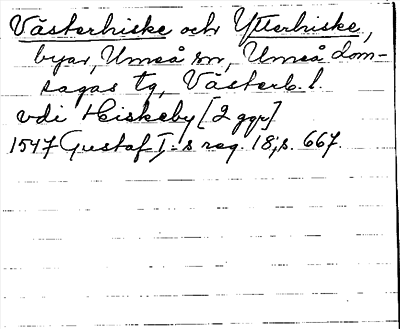 Västerhiske och Ytterhiske,
byar, Umeå sn, Umeå dom-
sagas tg, Västerb. l.
vdi Hiskeby [2 ggr]
1547 Gustaf I:s reg. 18, s. 667.